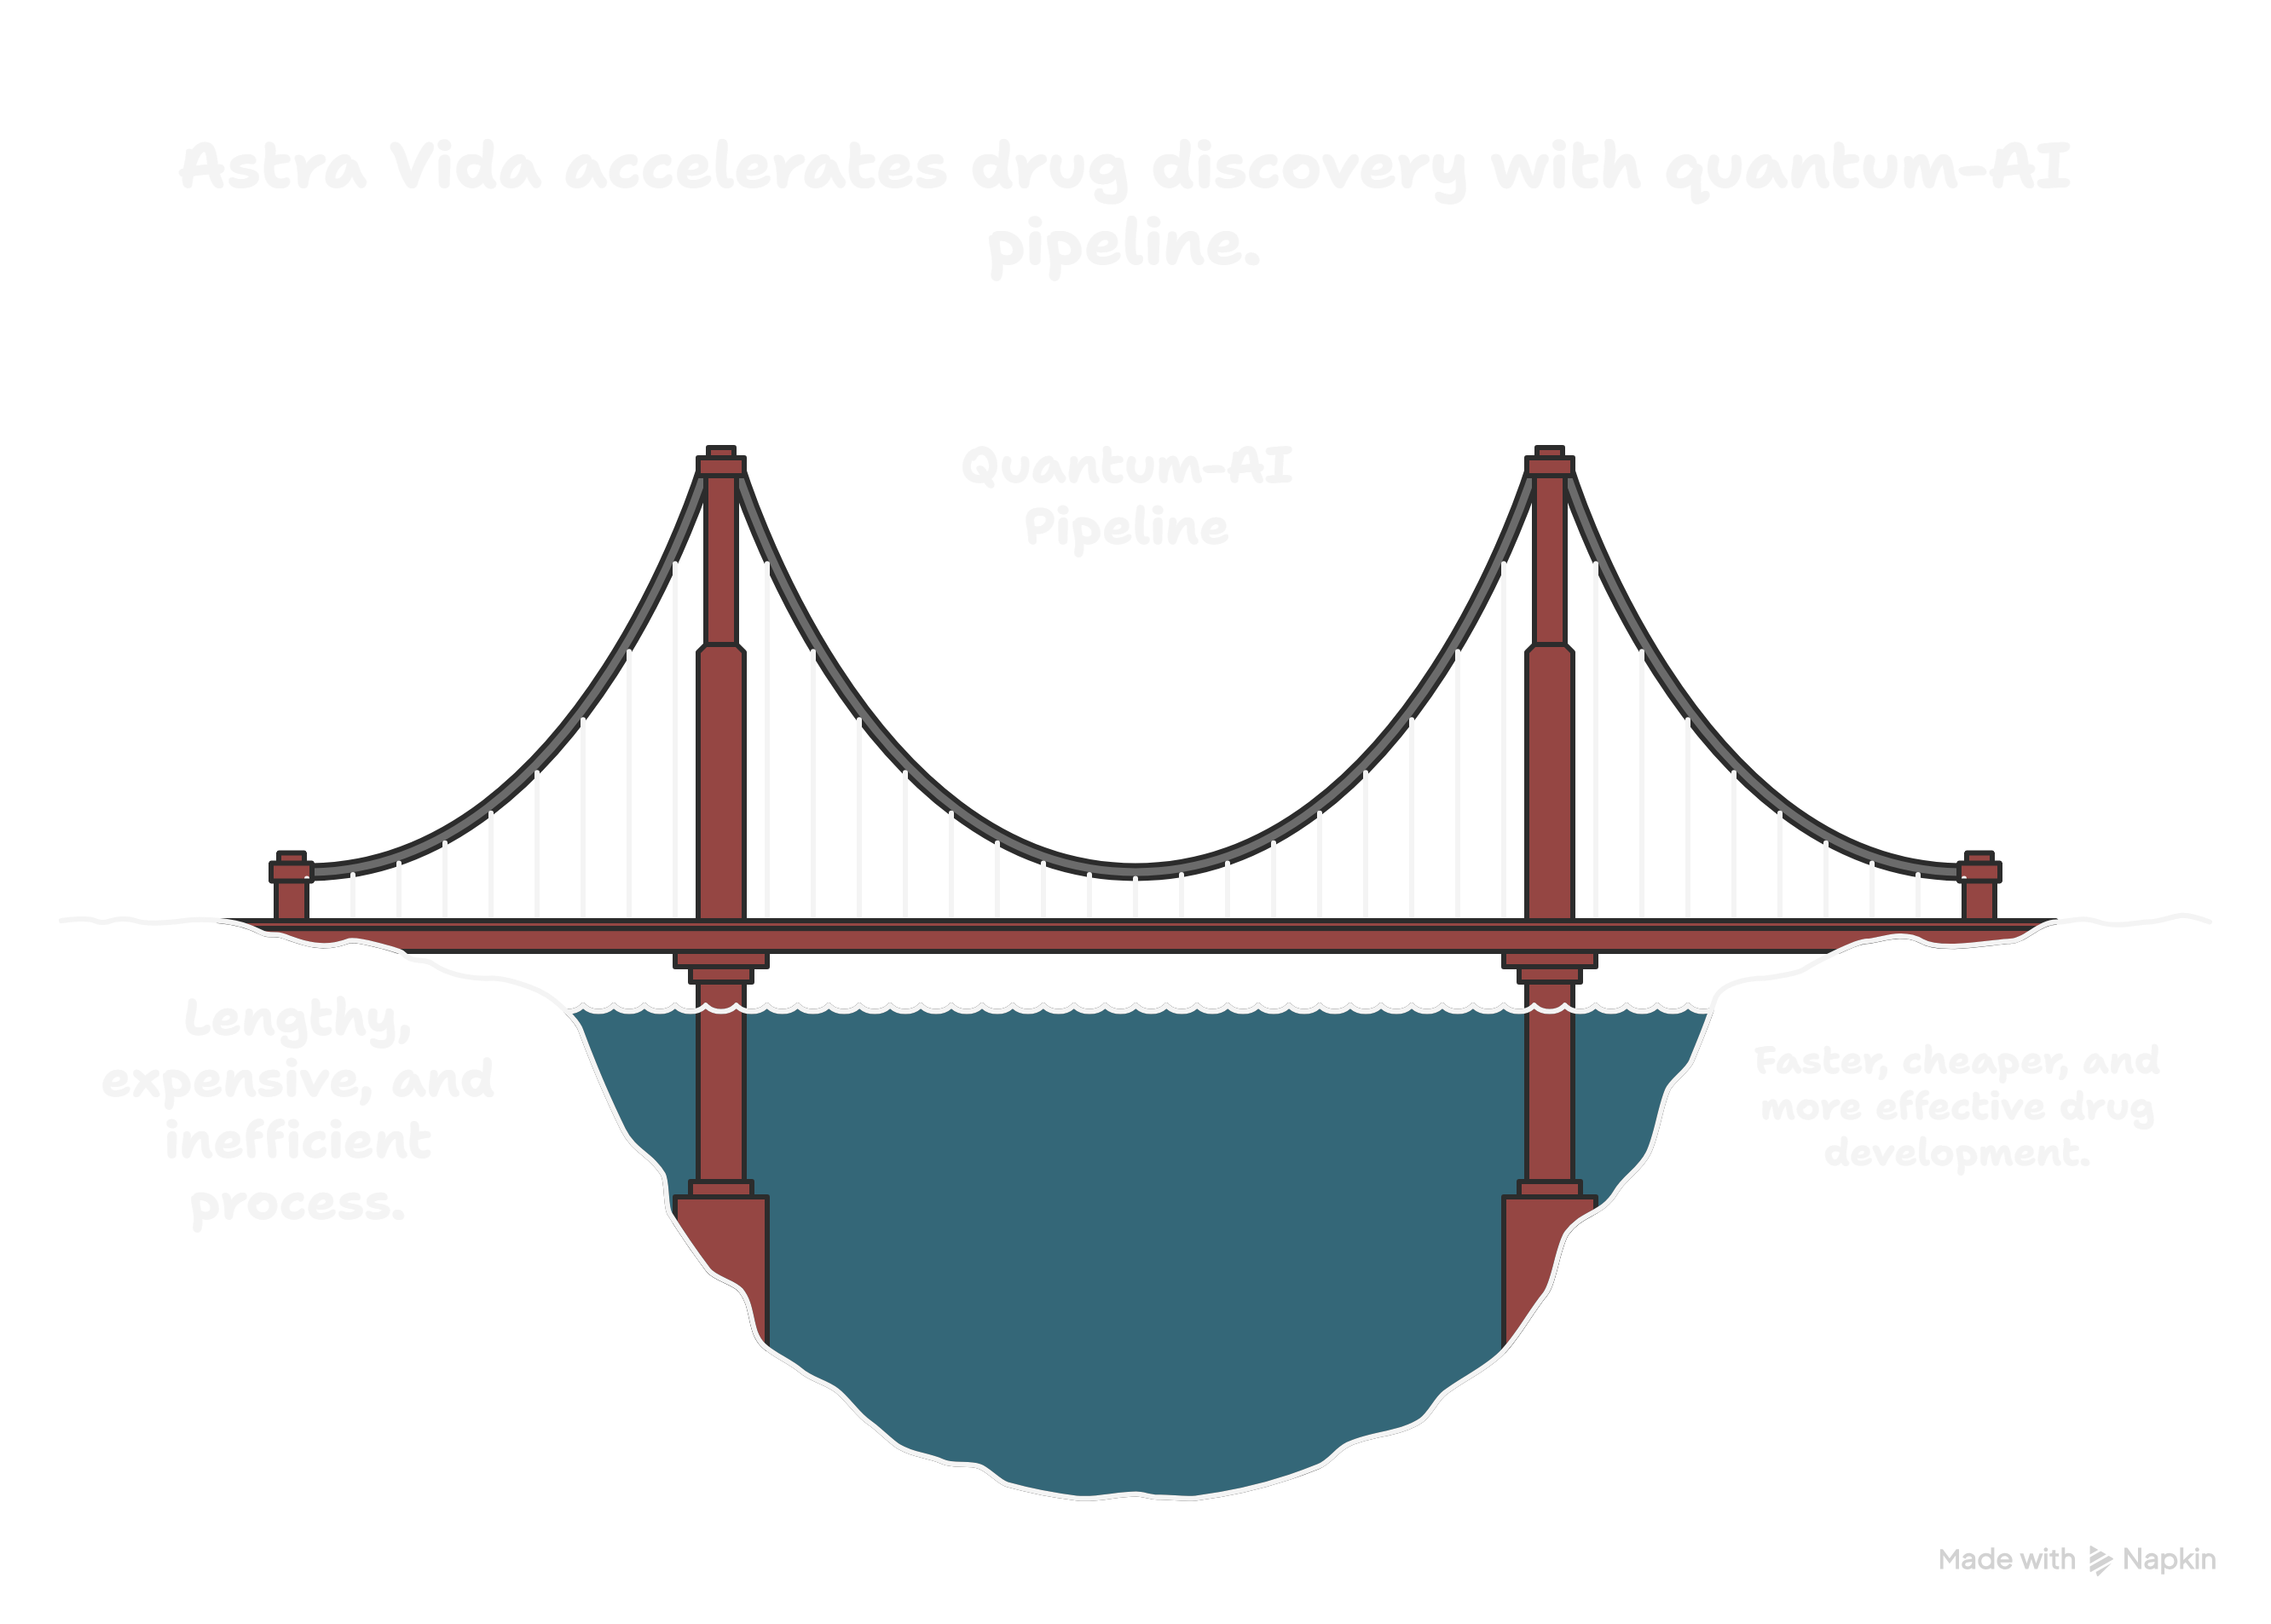 Astra Vida accelerates drug discovery with quantum-AI
pipeline.
Quantum-AI
Pipeline
Lengthy,
expensive, and
inefficient
process.
Faster, cheaper, and
more effective drug
development.
Made with Napkin